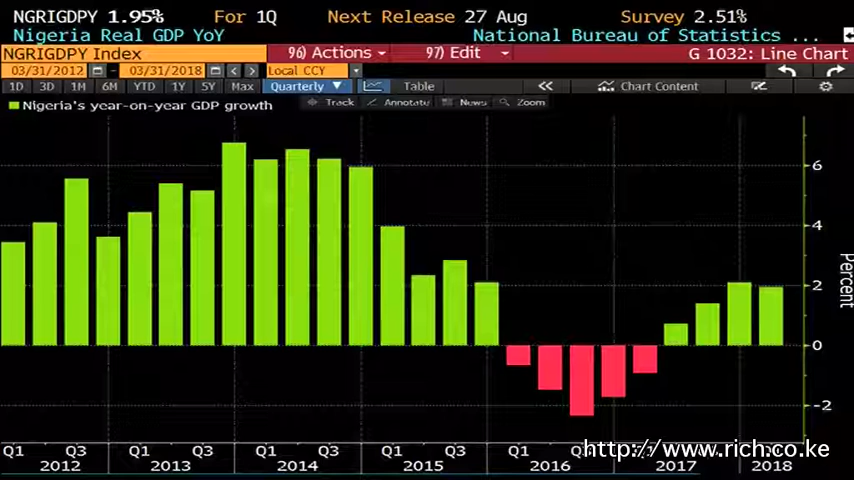 NGRIGDPY 1.95% For 1Q Next Release 27 Aug Survey 2.51%
Nigeria Real GDP YoY National Bureau of Statistics ...
NGRIGDPY Index 96) Actions 97) Edit G 1032: Line Chart
03/31/2012 - 03/31/2018 Local CCY
1D 3D 1M 6M YTD 1Y 5Y Max Quarterly ▼ Table « Chart Content
Nigeria's year-on-year GDP growth Track Annotate News Zoom
6
4
2
0
-2
Percent
Q1 Q3 Q1 Q3 Q1 Q3 Q1 Q3 Q1
2012 2013 2014 2015 2016 2017 2018
http://www.rich.co.ke